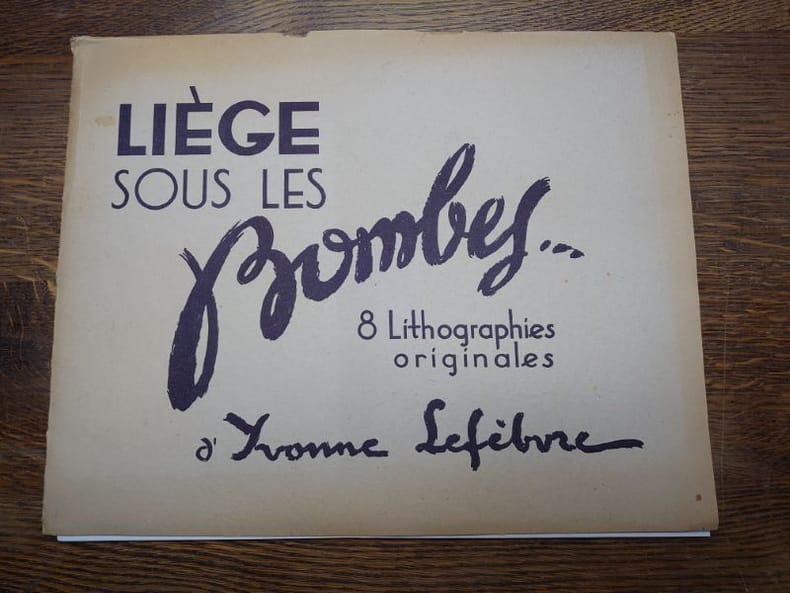 LIÈGE
SOUS LES
Bombes...
8 Lithographies
originales
d' Yvonne Lefèbvre